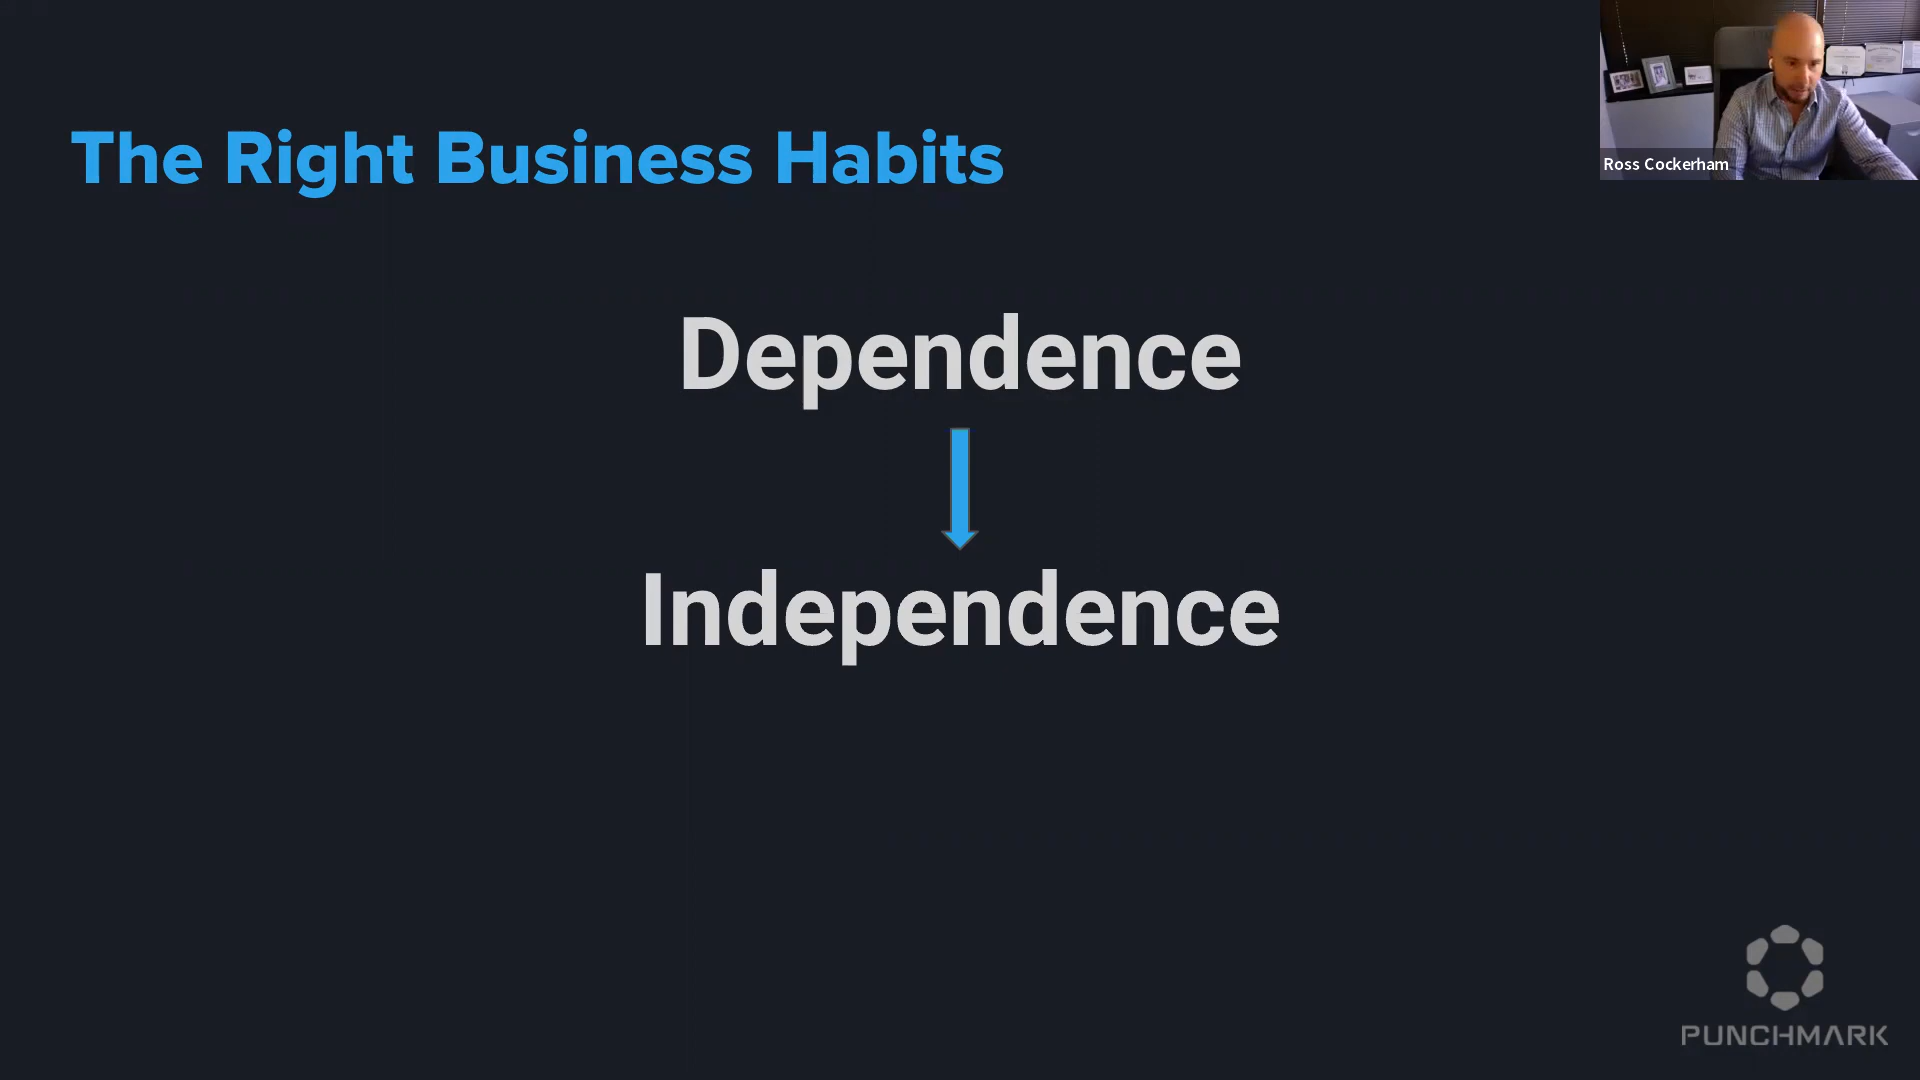 The Right Business Habits
Ross Cockerham
Dependence
Independence
PUNCHMARK